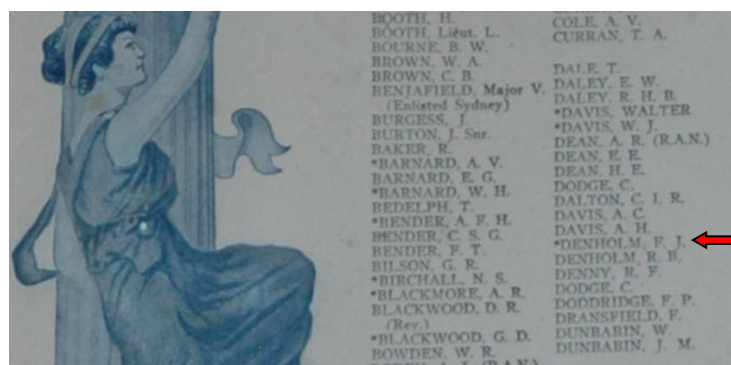 BOOTH, H.
BOOTH, Lieut. L.
BOURNE, B. W.
BROWN, W. A.
BROWN, C. B.
BENJAFIELD, Major V.
(Enlisted Sydney)
BURGESS, J.
BURTON, J. Snr.
BAKER, R.
*BARNARD, A. V.
BARNARD, E. G.
*BARNARD, W. H.
BEDELPH, T.
*BENDER, A. F. H.
BENDER, C. S. G.
BENDER, F. T.
BILSON, G. R.
*BIRCHALL, N. S.
*BLACKMORE, A. R.
BLACKWOOD, D. R.
(Rev.)
*BLACKWOOD, G. D.
BOWDEN, W. R.
COLE, A. V.
CURRAN, T. A.
DALE, T.
DALEY, E. W.
DALEY, R. H. B.
*DAVIS, WALTER
*DAVIS, W. J.
DEAN, A. R. (R.A.N.)
DEAN, E. E.
DEAN, H. E.
DODGE, C.
DALTON, C. I. R.
DAVIS, A. C.
DAVIS, A. H.
*DENHOLM, F. J.
DENHOLM, R. B.
DENNY, R. F.
DODGE, C.
DODDRIDGE, F. P.
DRANSFIELD, F.
DUNBABIN, W.
DUNBABIN, J. M.